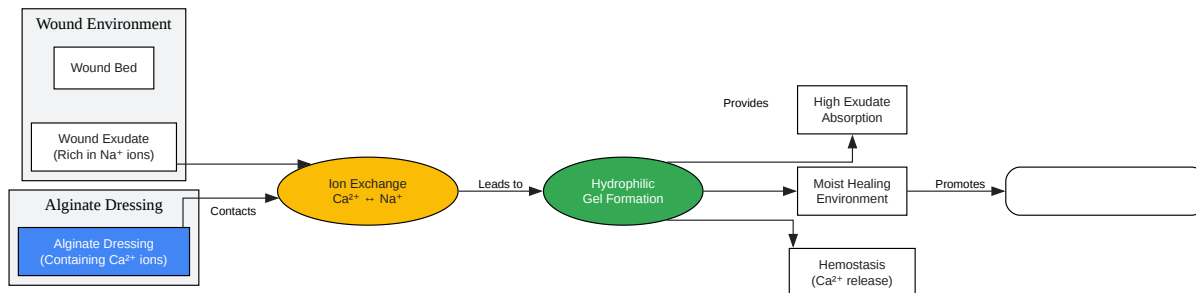 Wound Environment
Wound Bed
Wound Exudate
(Rich in Na⁺ ions)
Alginate Dressing
Alginate Dressing
(Containing Ca²⁺ ions)
Contacts
Ion Exchange
Ca²⁺ ↔ Na⁺
Leads to
Hydrophilic
Gel Formation
Provides
High Exudate
Absorption
Moist Healing
Environment
Promotes
Hemostasis
(Ca²⁺ release)